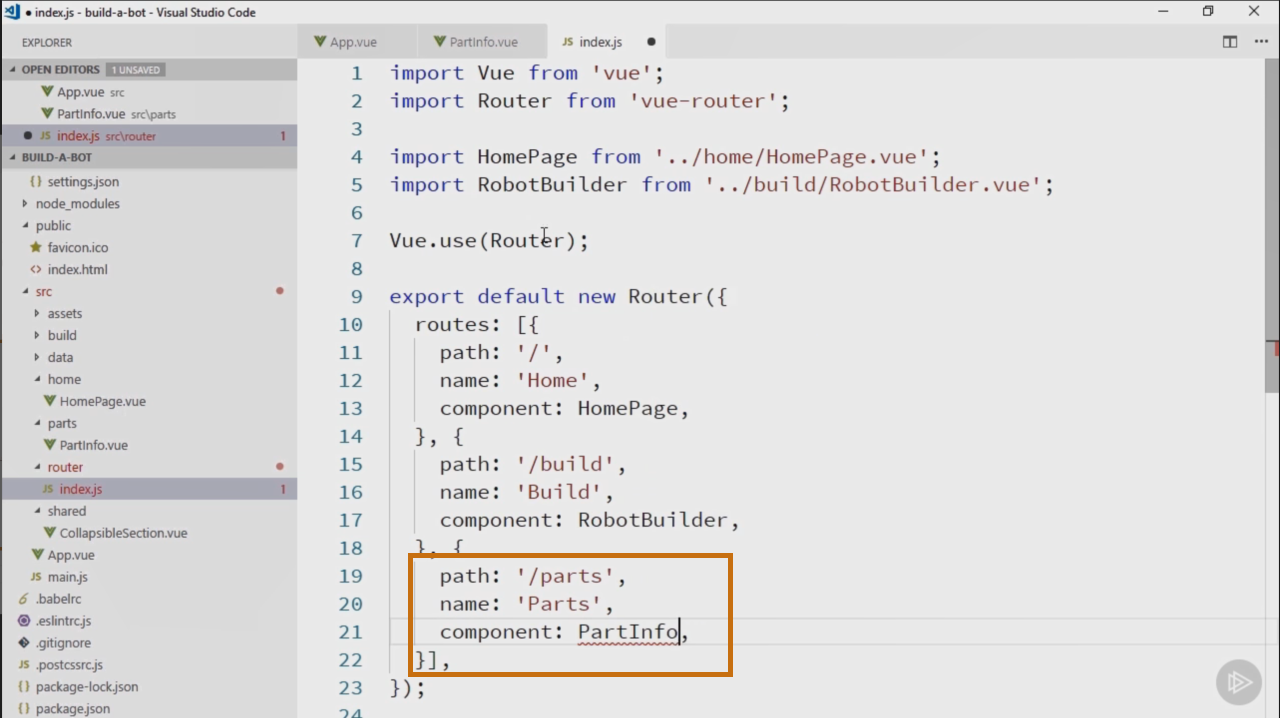 ● index.js - build-a-bot - Visual Studio Code
EXPLORER
App.vue
PartInfo.vue
JS index.js ●
OPEN EDITORS 1 UNSAVED
App.vue src
PartInfo.vue src\parts
● JS index.js src\router 1
BUILD-A-BOT
{} settings.json
node_modules
public
favicon.ico
<> index.html
src
assets
build
data
home
HomePage.vue
parts
PartInfo.vue
router
JS index.js 1
shared
CollapsibleSection.vue
App.vue
JS main.js
.babelrc
.eslintrc.js
.gitignore
JS .postcssrc.js
{} package-lock.json
{} package.json
1 import Vue from 'vue';
2 import Router from 'vue-router';
3
4 import HomePage from '../home/HomePage.vue';
5 import RobotBuilder from '../build/RobotBuilder.vue';
6
7 Vue.use(Router);
8
9 export default new Router({
10 routes: [{
11 path: '/',
12 name: 'Home',
13 component: HomePage,
14 }, {
15 path: '/build',
16 name: 'Build',
17 component: RobotBuilder,
18 }, {
19 path: '/parts',
20 name: 'Parts',
21 component: PartInfo,
22 }],
23 });
24